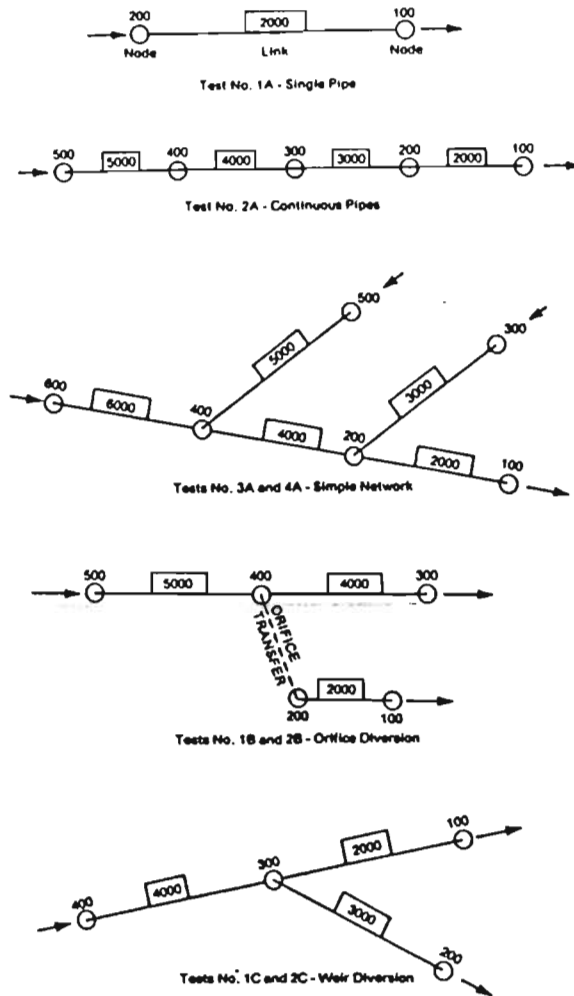 200 2000 100
Node Link Node
Test No. 1A - Single Pipe
500 5000 400 4000 300 3000 200 2000 100
Test No. 2A - Continuous Pipes
500
300
5000
3000
600
6000
400
4000
200
2000
100
Tests No. 3A and 4A - Simple Network
500 5000 400 4000 300
ORIFICE
TRANSFER
2000
200 100
Tests No. 1B and 2B - Orifice Diversion
100
2000
300
4000
400
3000
200
Tests No. 1C and 2C - Weir Diversion